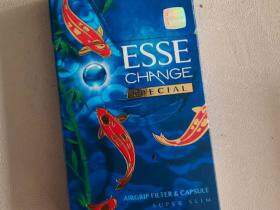 ESSE
CHANGE
SPECIAL
AIRGRIP FILTER & CAPSULE
SUPER SLIM